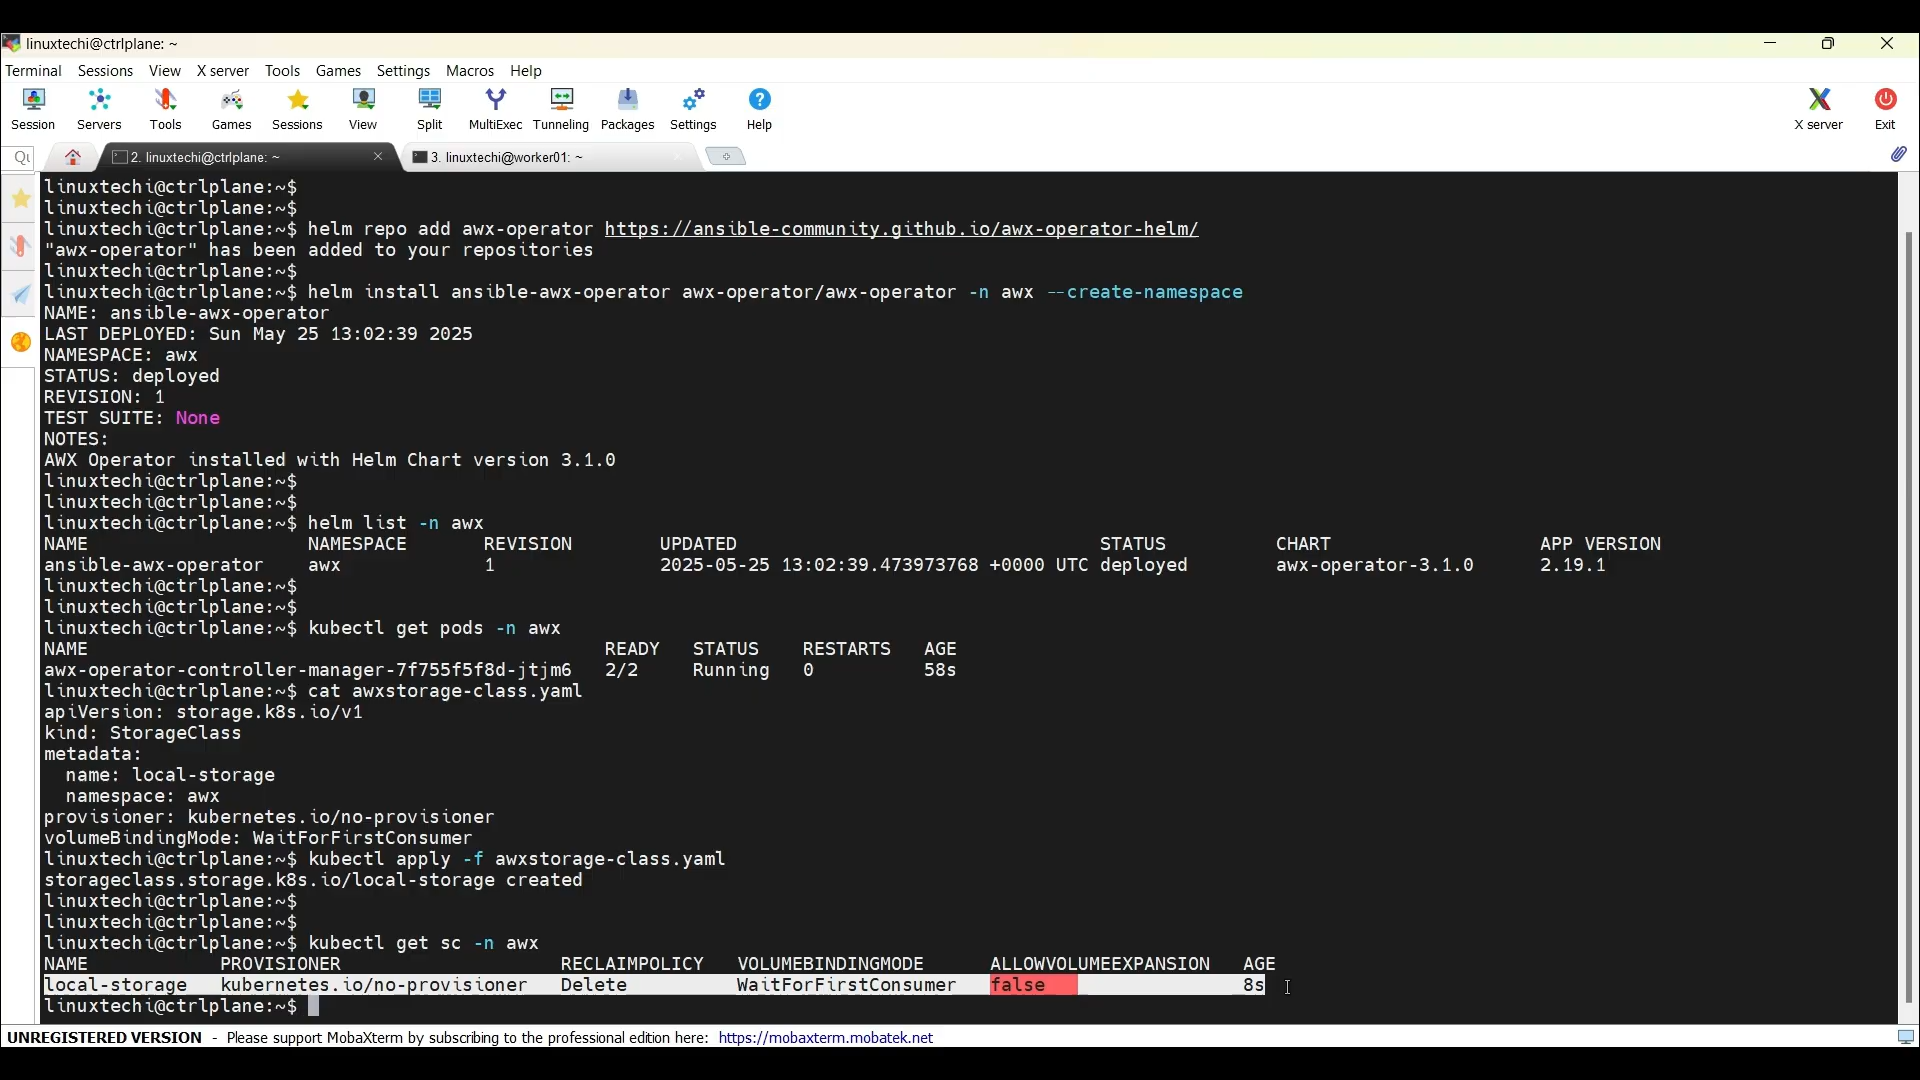 linuxtechi@ctrlplane: ~
Terminal Sessions View X server Tools Games Settings Macros Help
Session Servers Tools Games Sessions View Split MultiExec Tunneling Packages Settings Help X server Exit
Qu 2. linuxtechi@ctrlplane: ~ 3. linuxtechi@worker01: ~
linuxtechi@ctrlplane:~$
linuxtechi@ctrlplane:~$
linuxtechi@ctrlplane:~$ helm repo add awx-operator https://ansible-community.github.io/awx-operator-helm/
"awx-operator" has been added to your repositories
linuxtechi@ctrlplane:~$
linuxtechi@ctrlplane:~$ helm install ansible-awx-operator awx-operator/awx-operator -n awx --create-namespace
NAME: ansible-awx-operator
LAST DEPLOYED: Sun May 25 13:02:39 2025
NAMESPACE: awx
STATUS: deployed
REVISION: 1
TEST SUITE: None
NOTES:
AWX Operator installed with Helm Chart version 3.1.0
linuxtechi@ctrlplane:~$
linuxtechi@ctrlplane:~$
linuxtechi@ctrlplane:~$ helm list -n awx
NAME NAMESPACE REVISION UPDATED STATUS CHART APP VERSION
ansible-awx-operator awx 1 2025-05-25 13:02:39.473973768 +0000 UTC deployed awx-operator-3.1.0 2.19.1
linuxtechi@ctrlplane:~$
linuxtechi@ctrlplane:~$
linuxtechi@ctrlplane:~$ kubectl get pods -n awx
NAME READY STATUS RESTARTS AGE
awx-operator-controller-manager-7f755f5f8d-jtjm6 2/2 Running 0 58s
linuxtechi@ctrlplane:~$ cat awxstorage-class.yaml
apiVersion: storage.k8s.io/v1
kind: StorageClass
metadata:
  name: local-storage
  namespace: awx
provisioner: kubernetes.io/no-provisioner
volumeBindingMode: WaitForFirstConsumer
linuxtechi@ctrlplane:~$ kubectl apply -f awxstorage-class.yaml
storageclass.storage.k8s.io/local-storage created
linuxtechi@ctrlplane:~$
linuxtechi@ctrlplane:~$
linuxtechi@ctrlplane:~$ kubectl get sc -n awx
NAME PROVISIONER RECLAIMPOLICY VOLUMEBINDINGMODE ALLOWVOLUMEEXPANSION AGE
local-storage kubernetes.io/no-provisioner Delete WaitForFirstConsumer false 8s
linuxtechi@ctrlplane:~$
UNREGISTERED VERSION - Please support MobaXterm by subscribing to the professional edition here: https://mobaxterm.mobatek.net